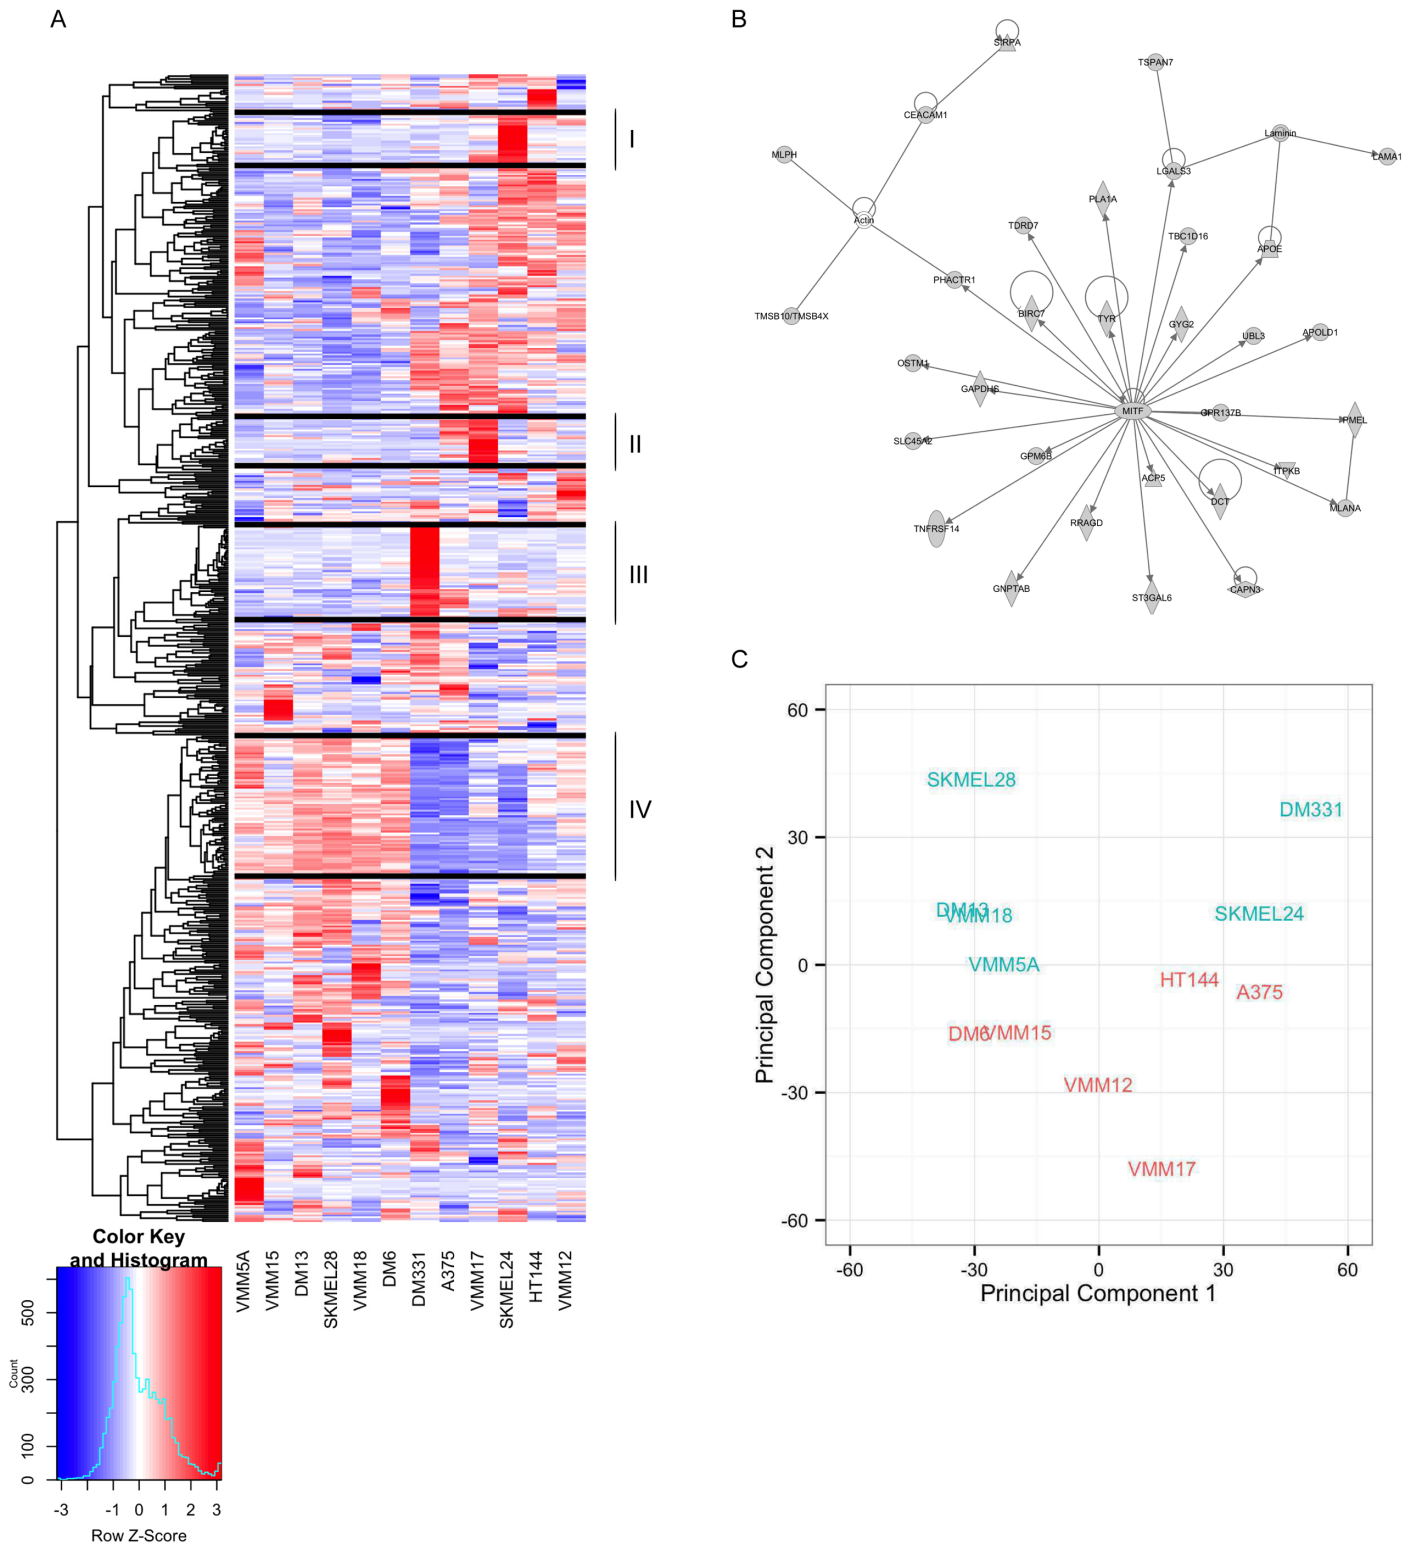 A
I
II
III
IV
Color Key
and Histogram
Count
0
100
300
500
-3
-1
0
1
2
3
Row Z-Score
VMM5A
VMM15
DM13
SKMEL28
VMM18
DM6
DM331
A375
VMM17
SKMEL24
HT144
VMM12
B
SIRPA
TSPAN7
CEACAM1
Laminin
MLPH
LAMA1
LGALS3
PLA1A
Actin
TDRD7
TBC1D16
APOE
PHACTR1
TMSB10/TMSB4X
BIRC7
TYR
GYG2
UBL3
APOLD1
OSTM1
GAPDHS
MITF
GPR137B
PMEL
SLC45A2
GPM6B
ACP5
ITPKB
DCT
MLANA
TNFRSF14
RRAGD
GNPTAB
ST3GAL6
CAPN3
C
Principal Component 2
60
30
0
-30
-60
SKMEL28
DM331
DM13
VMM18
SKMEL24
VMM5A
HT144
A375
DM6
VMM15
VMM12
VMM17
-60
-30
0
30
60
Principal Component 1